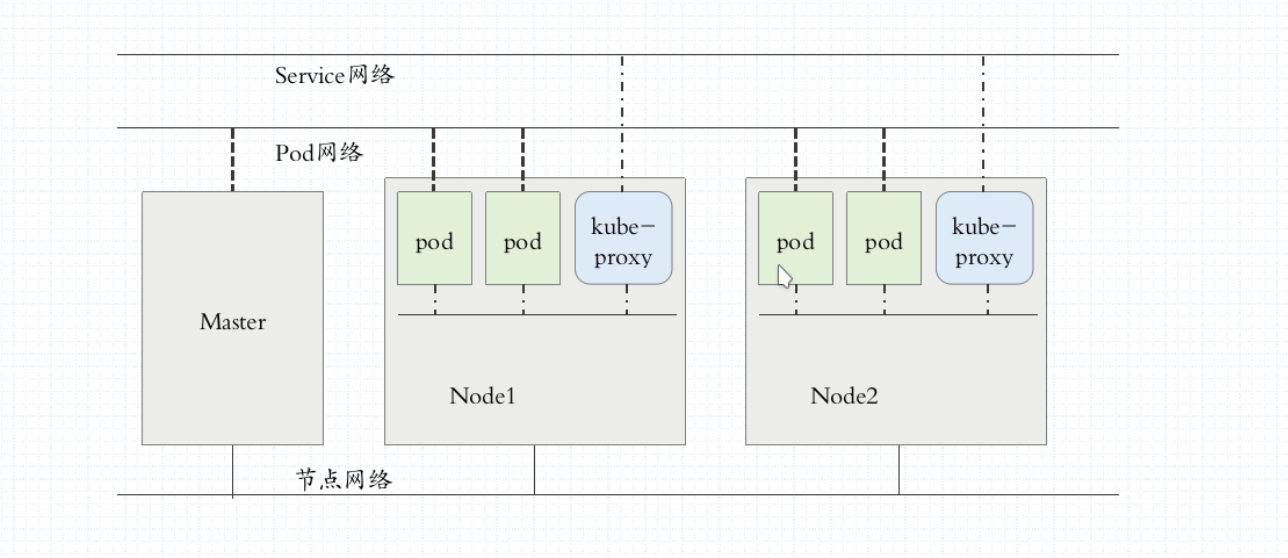 Service网络
Pod网络
pod
pod
kube-
proxy
pod
pod
kube-
proxy
Master
Node1
Node2
节点网络